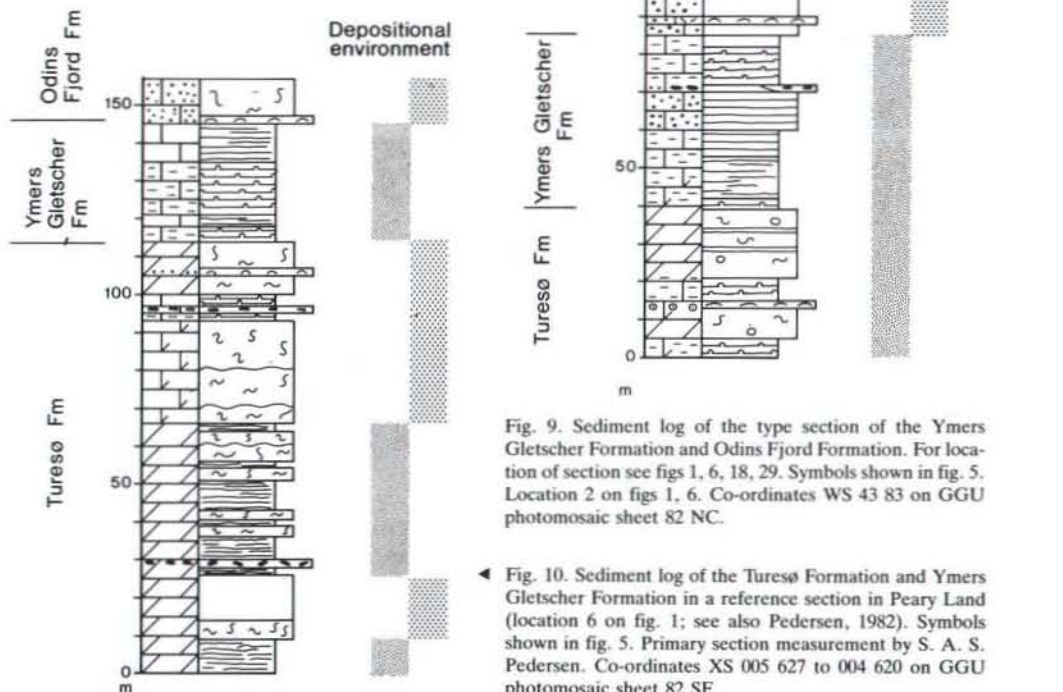 Depositional
environment
Odins
Fjord Fm
Ymers
Gletscher
Fm
Turesø Fm
150
100
50
0
m
Ymers Gletscher
Fm
Turesø Fm
50
0
m
Fig. 9. Sediment log of the type section of the Ymers
Gletscher Formation and Odins Fjord Formation. For loca-
tion of section see figs 1, 6, 18, 29. Symbols shown in fig. 5.
Location 2 on figs 1, 6. Co-ordinates WS 43 83 on GGU
photomosaic sheet 82 NC.
◄ Fig. 10. Sediment log of the Turesø Formation and Ymers
Gletscher Formation in a reference section in Peary Land
(location 6 on fig. 1; see also Pedersen, 1982). Symbols
shown in fig. 5. Primary section measurement by S. A. S.
Pedersen. Co-ordinates XS 005 627 to 004 620 on GGU
photomosaic sheet 82 SF.